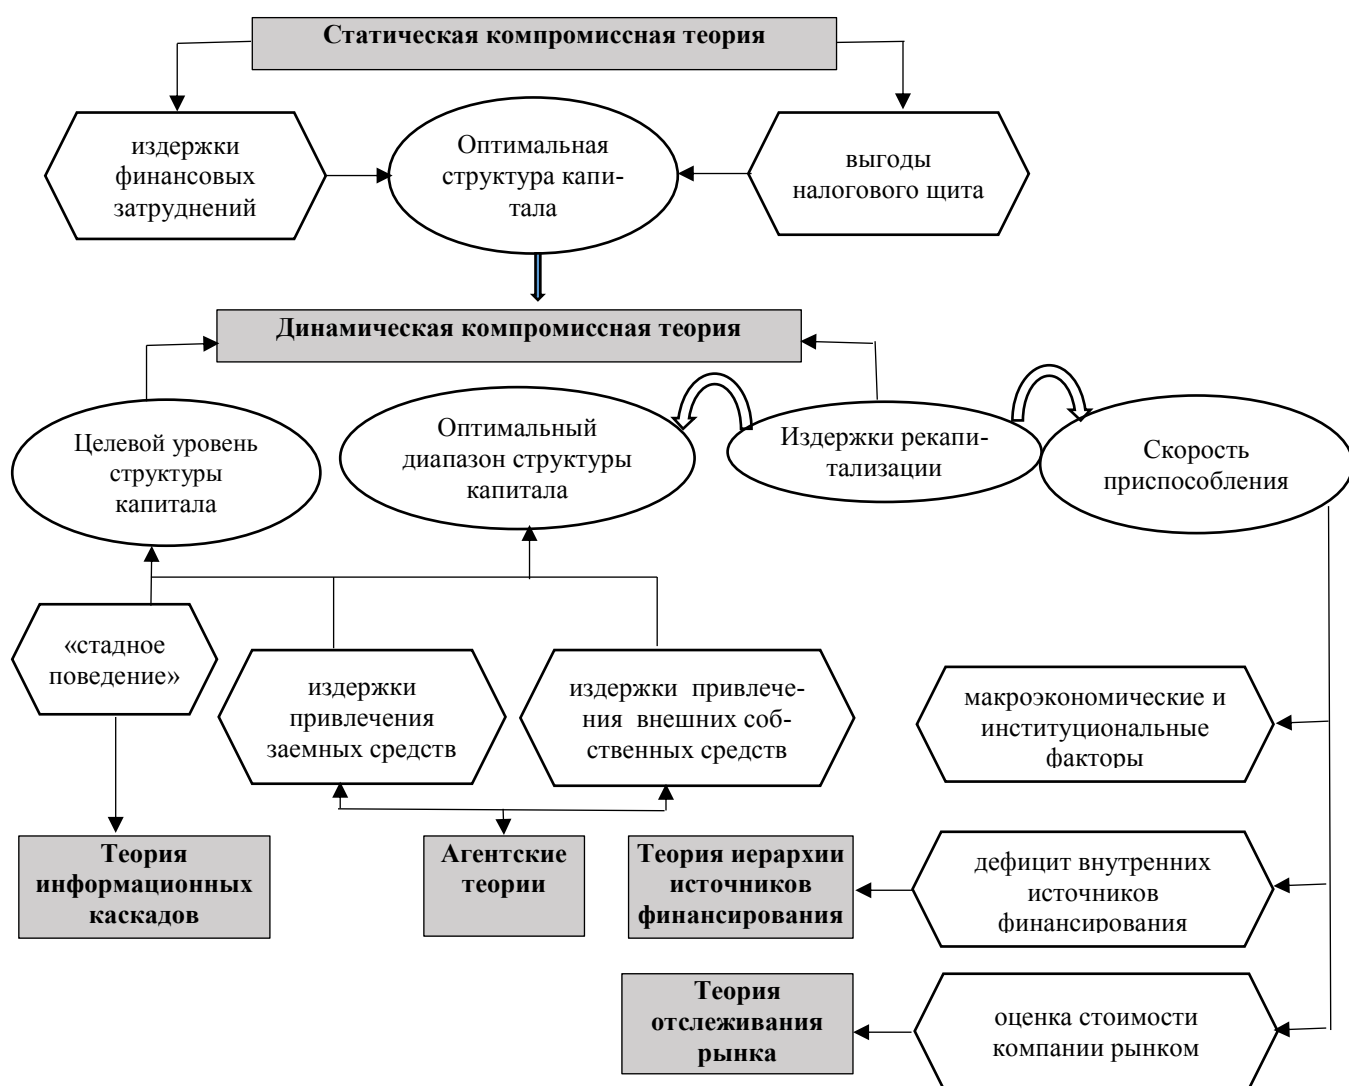 Статическая компромиссная теория
издержки
финансовых
затруднений
Оптимальная
структура капи-
тала
выгоды
налогового щита
Динамическая компромиссная теория
Целевой уровень
структуры
капитала
Оптимальный
диапазон структуры
капитала
Издержки рекапи-
тализации
Скорость
приспособления
«стадное
поведение»
издержки
привлечения
заемных средств
издержки  привлече-
ния  внешних соб-
ственных средств
макроэкономические и
институциональные
факторы
Теория
информационных
каскадов
Агентские
теории
Теория иерархии
источников
финансирования
дефицит внутренних
источников
финансирования
Теория
отслеживания
рынка
оценка стоимости
компании рынком